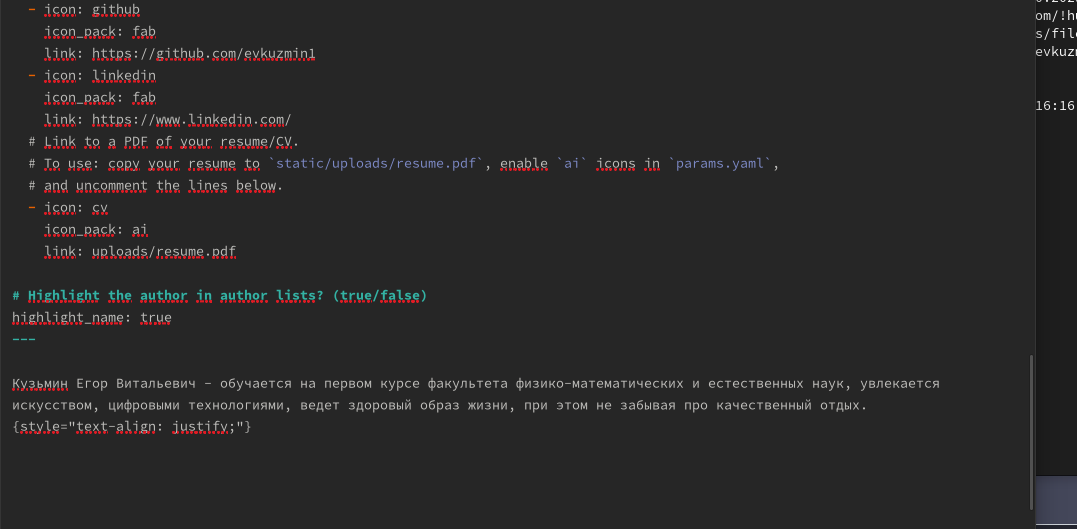 - icon: github
icon_pack: fab
link: https://github.com/evkuzmin1
- icon: linkedin
icon_pack: fab
link: https://www.linkedin.com/
# Link to a PDF of your resume/CV.
# To use: copy your resume to `static/uploads/resume.pdf`, enable `ai` icons in `params.yaml`,
# and uncomment the lines below.
- icon: cv
icon_pack: ai
link: uploads/resume.pdf
# Highlight the author in author lists? (true/false)
highlight_name: true
---
Кузьмин Егор Витальевич - обучается на первом курсе факультета физико-математических и естественных наук, увлекается
искусством, цифровыми технологиями, ведет здоровый образ жизни, при этом не забывая про качественный отдых.
{style="text-align: justify;"}
om/!h
s/file
evkuz
16:16